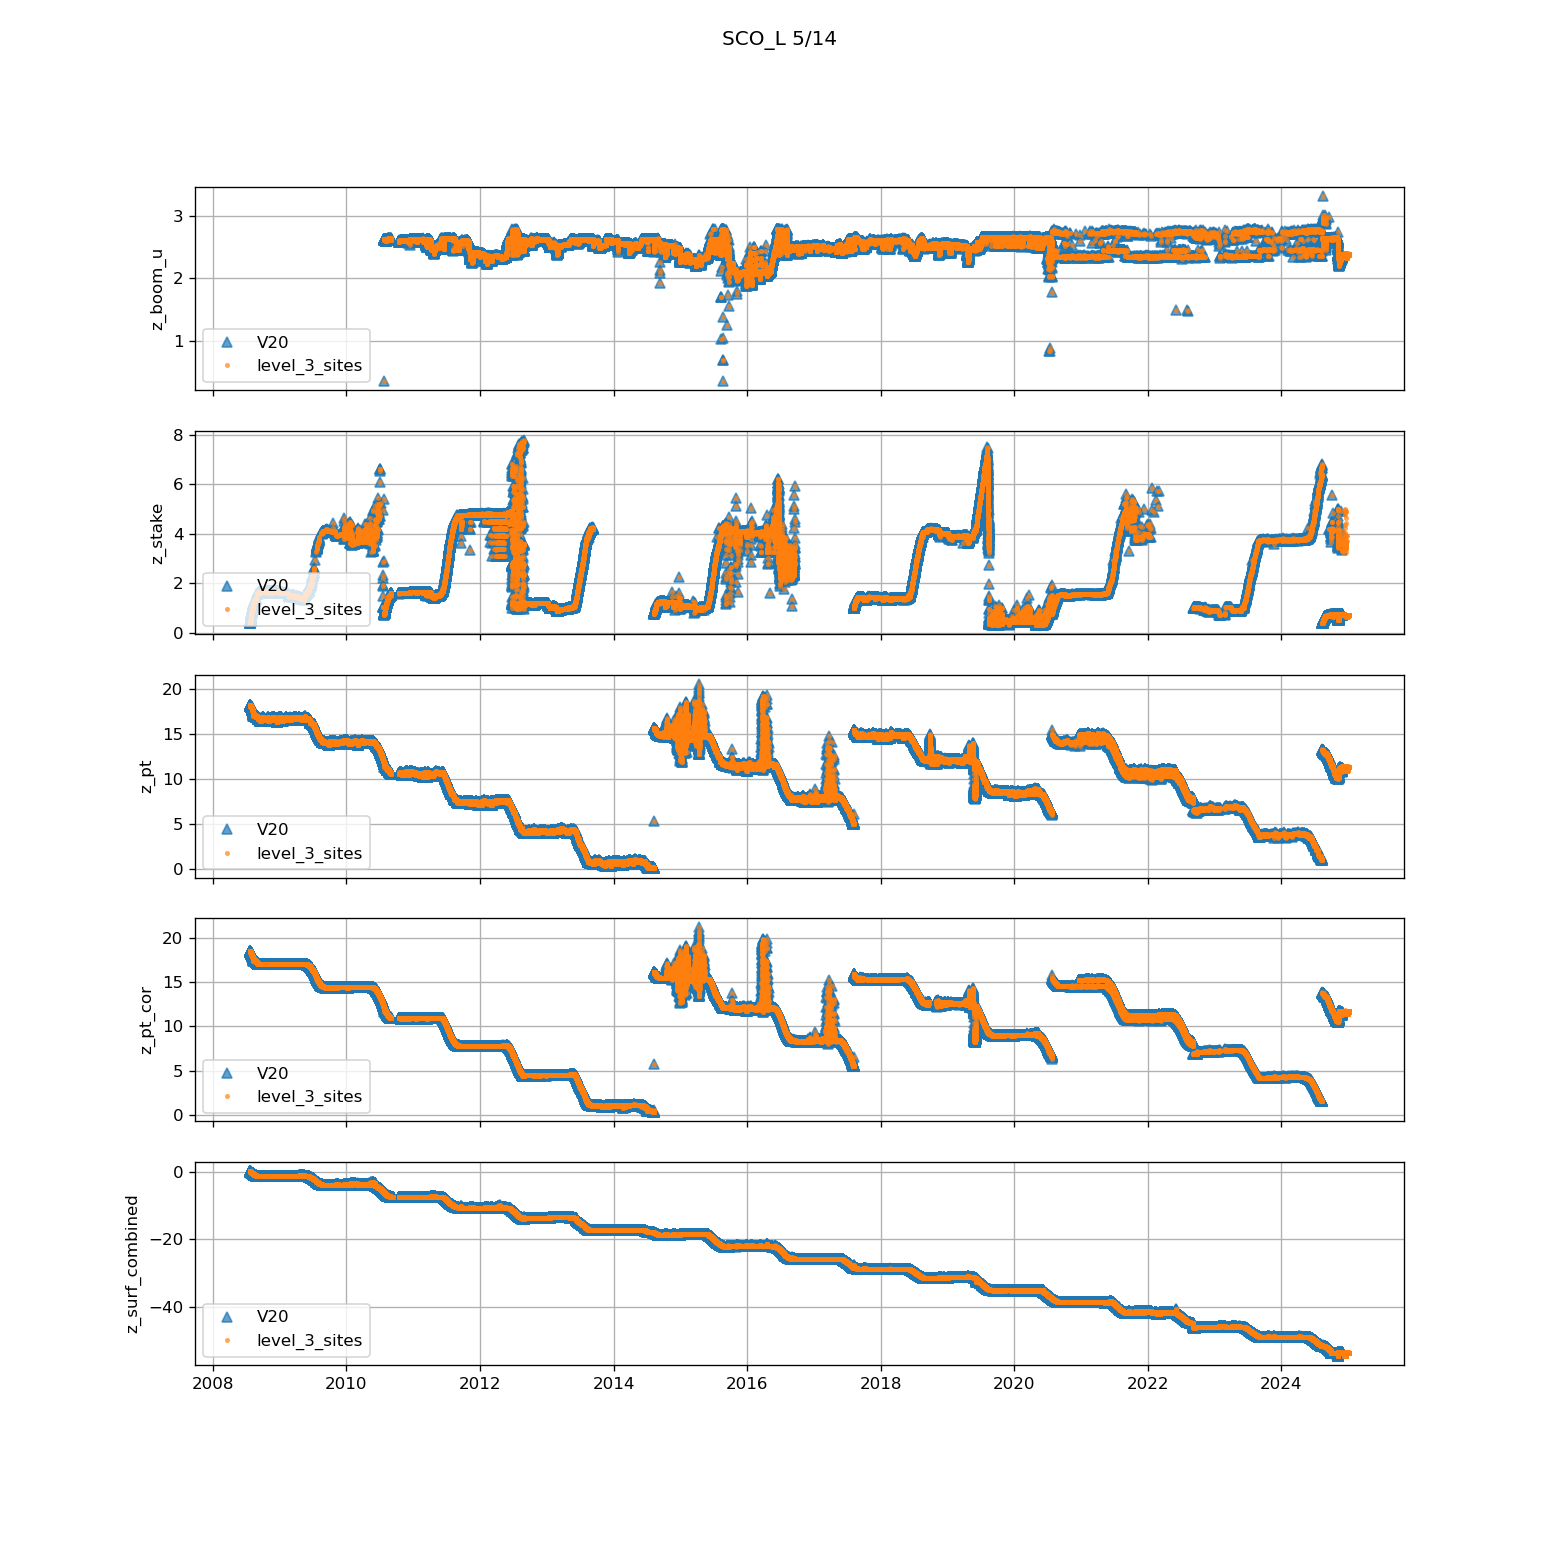 SCO_L 5/14
z_boom_u
3
2
1
V20
level_3_sites
z_stake
8
6
4
2
0
V20
level_3_sites
z_pt
20
15
10
5
0
V20
level_3_sites
z_pt_cor
20
15
10
5
0
V20
level_3_sites
z_surf_combined
0
−20
−40
V20
level_3_sites
2008 2010 2012 2014 2016 2018 2020 2022 2024